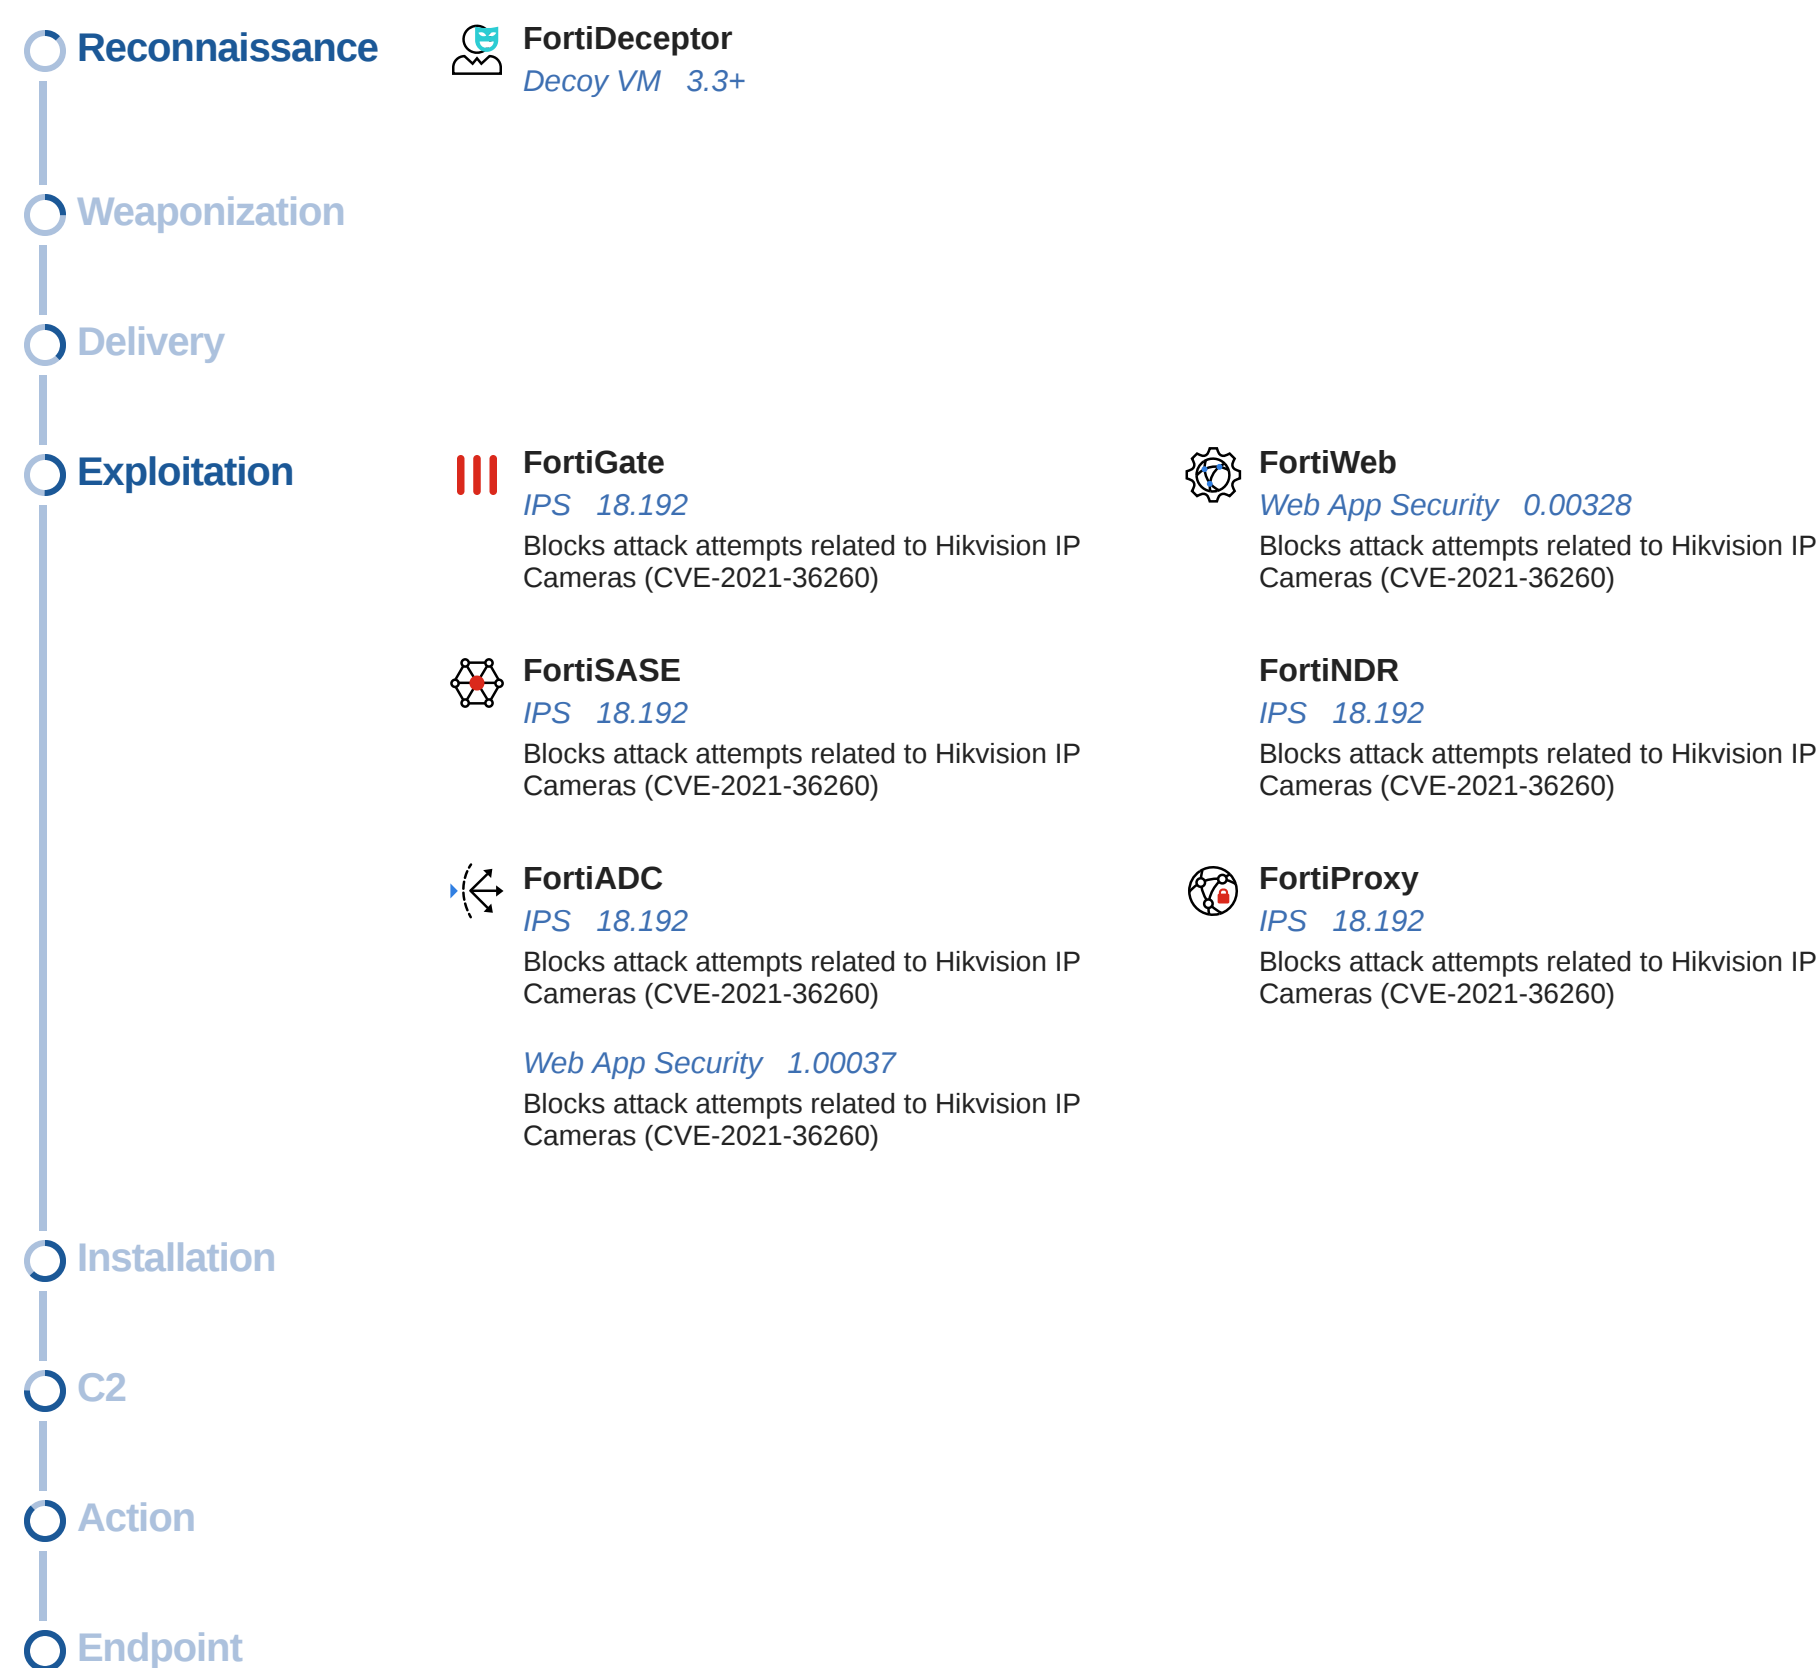 Reconnaissance
FortiDeceptor
Decoy VM 3.3+
Weaponization
Delivery
Exploitation
FortiGate
IPS 18.192
Blocks attack attempts related to Hikvision IP
Cameras (CVE-2021-36260)
FortiWeb
Web App Security 0.00328
Blocks attack attempts related to Hikvision IP
Cameras (CVE-2021-36260)
FortiSASE
IPS 18.192
Blocks attack attempts related to Hikvision IP
Cameras (CVE-2021-36260)
FortiNDR
IPS 18.192
Blocks attack attempts related to Hikvision IP
Cameras (CVE-2021-36260)
FortiADC
IPS 18.192
Blocks attack attempts related to Hikvision IP
Cameras (CVE-2021-36260)
Web App Security 1.00037
Blocks attack attempts related to Hikvision IP
Cameras (CVE-2021-36260)
FortiProxy
IPS 18.192
Blocks attack attempts related to Hikvision IP
Cameras (CVE-2021-36260)
Installation
C2
Action
Endpoint